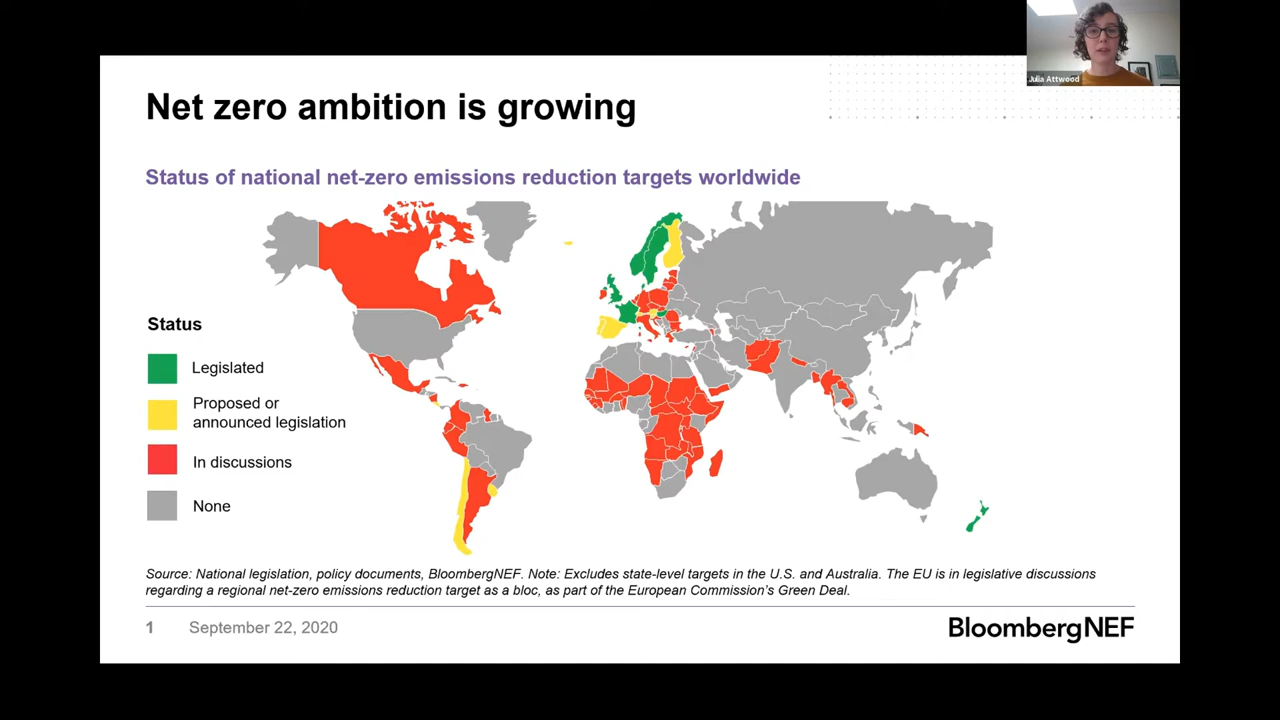 Julia Attwood
Net zero ambition is growing
Status of national net-zero emissions reduction targets worldwide
Status
Legislated
Proposed or
announced legislation
In discussions
None
Source: National legislation, policy documents, BloombergNEF. Note: Excludes state-level targets in the U.S. and Australia. The EU is in legislative discussions
regarding a regional net-zero emissions reduction target as a bloc, as part of the European Commission's Green Deal.
1 September 22, 2020
BloombergNEF